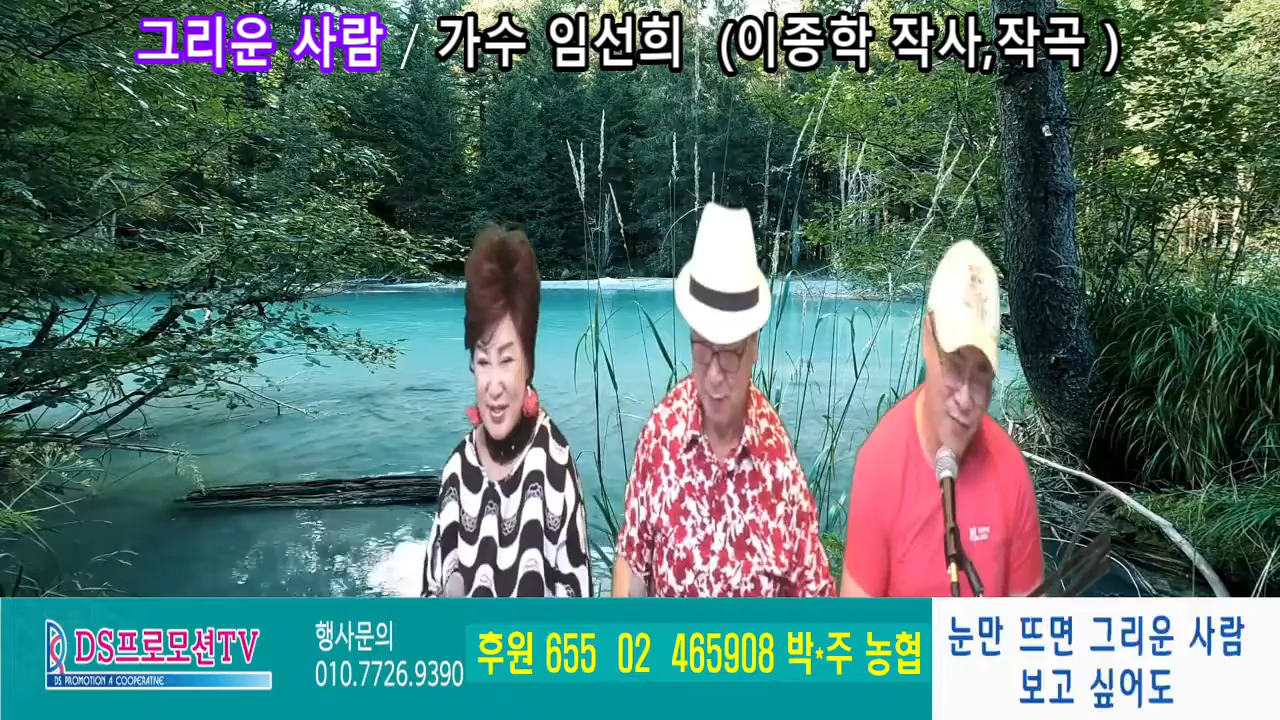 그리운 사람 / 가수 임선희 (이종학 작사,작곡 )
DS프로모션TV
DS PROMOTION A COOPERATIVE
행사문의
010.7726.9390
후원 655 02 465908 박*주 농협
눈만 뜨면 그리운 사람
보고 싶어도